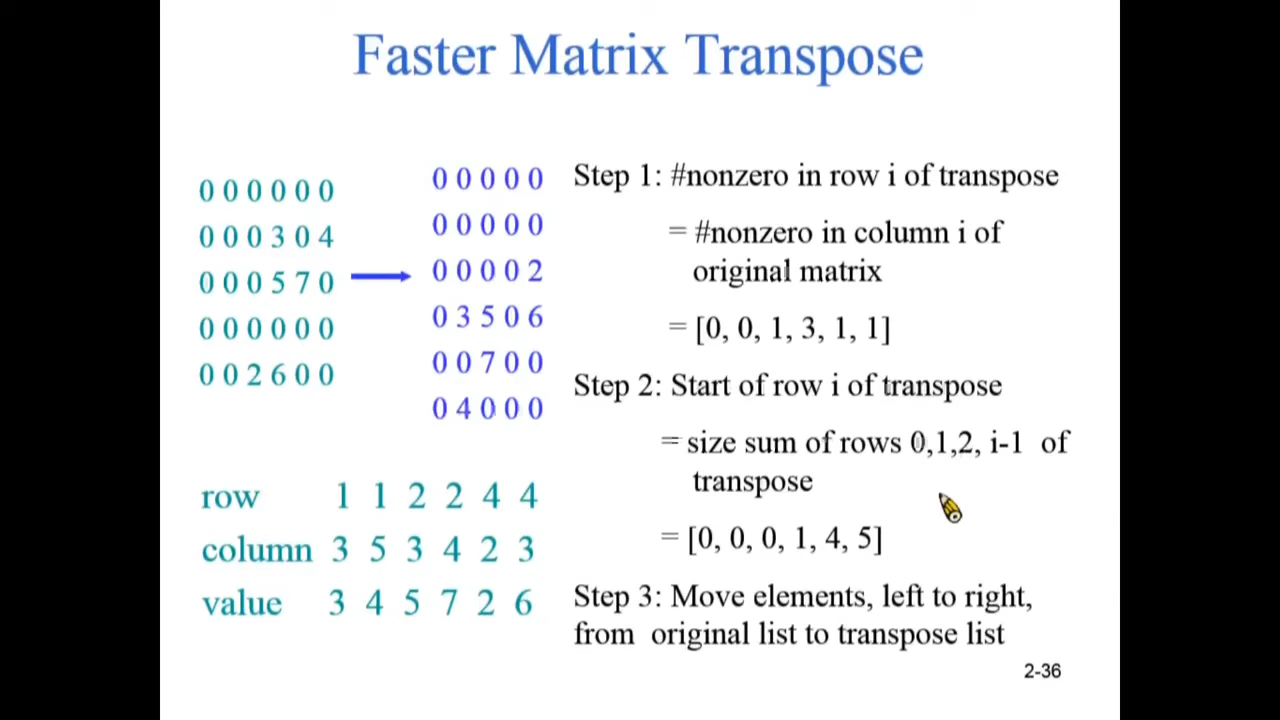 Faster Matrix Transpose
0 0 0 0 0 0
0 0 0 3 0 4
0 0 0 5 7 0
0 0 0 0 0 0
0 0 2 6 0 0
0 0 0 0 0
0 0 0 0 0
0 0 0 0 2
0 3 5 0 6
0 0 7 0 0
0 4 0 0 0
row 1 1 2 2 4 4
column 3 5 3 4 2 3
value 3 4 5 7 2 6
Step 1: #nonzero in row i of transpose
= #nonzero in column i of
original matrix
= [0, 0, 1, 3, 1, 1]
Step 2: Start of row i of transpose
= size sum of rows 0,1,2, i-1 of
transpose
= [0, 0, 0, 1, 4, 5]
Step 3: Move elements, left to right,
from original list to transpose list
2-36